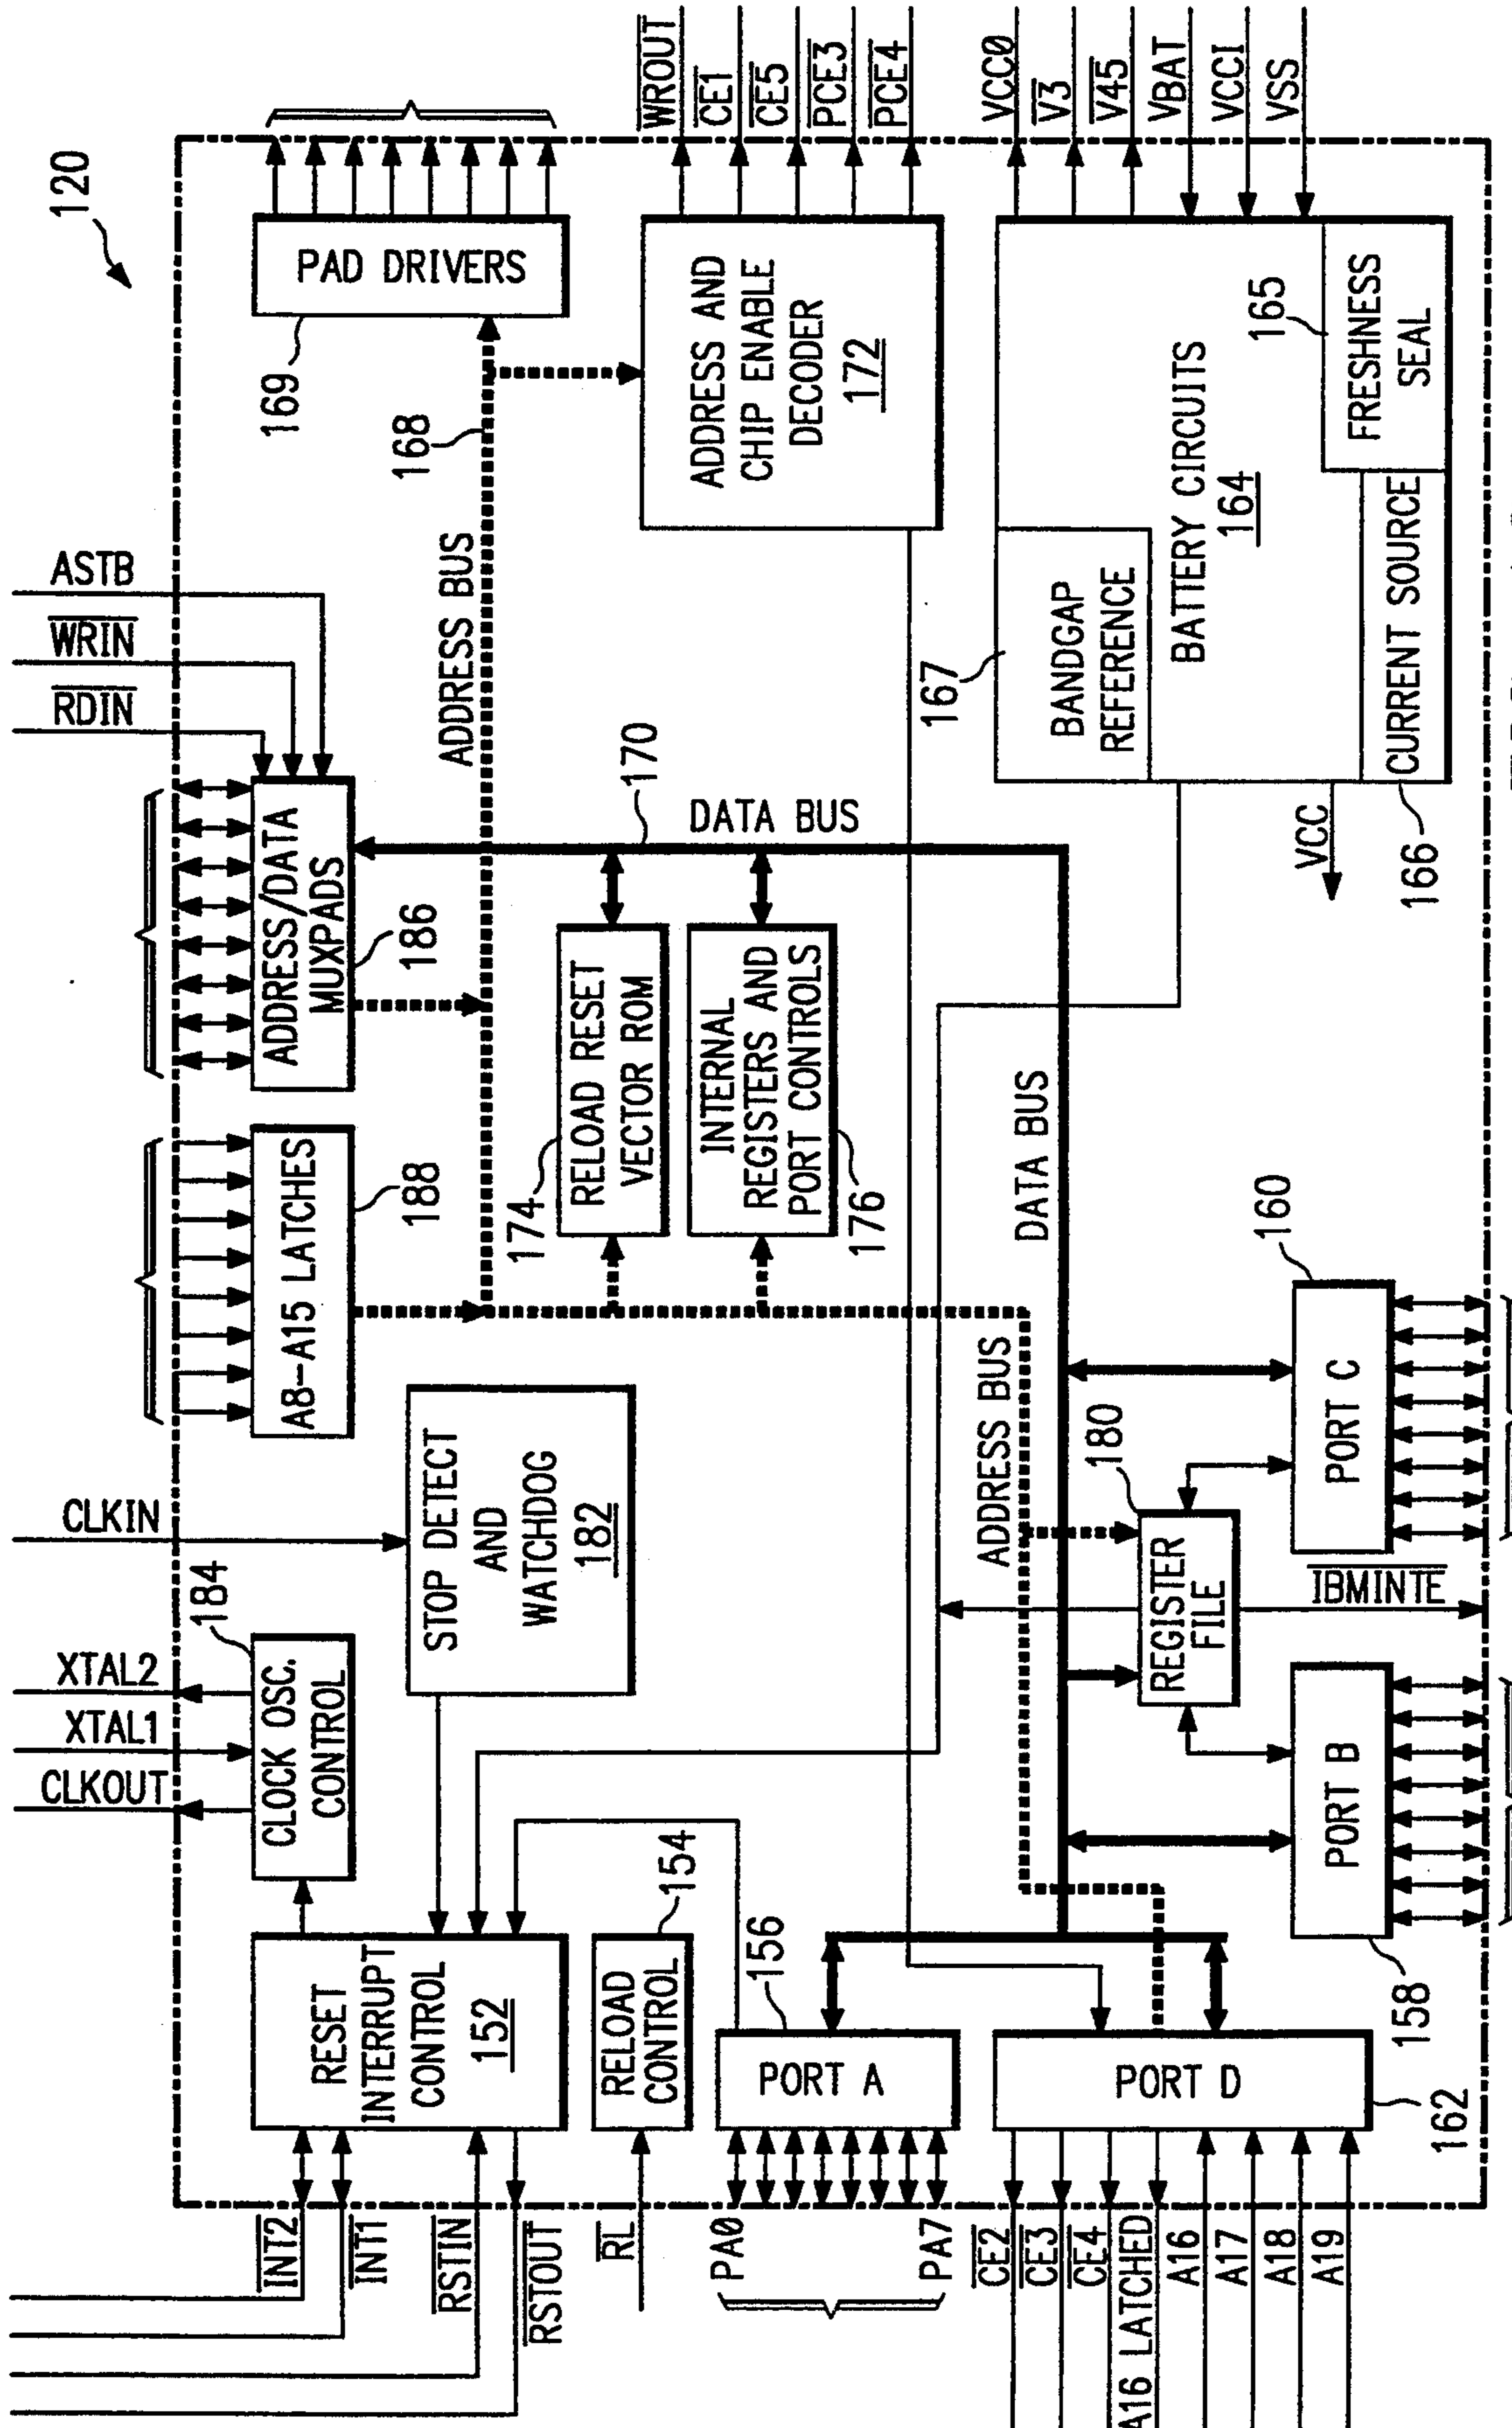 120
ASTB
WRIN
RDIN
CLKIN
XTAL2
XTAL1
CLKOUT
PAD DRIVERS
169
168
ADDRESS BUS
ADDRESS/DATA
MUXPADS
186
A8-A15 LATCHES
188
184
CLOCK OSC.
CONTROL
STOP DETECT
AND
WATCHDOG
182
RESET
INTERRUPT
CONTROL
152
INT2
INT1
RSTIN
RSTOUT
RL
RELOAD
CONTROL
154
WROUT
CE1
CE5
PCE3
PCE4
ADDRESS AND
CHIP ENABLE
DECODER
172
170
DATA BUS
174
RELOAD RESET
VECTOR ROM
INTERNAL
REGISTERS AND
PORT CONTROLS
176
156
PORT A
PA0
PA7
VCC0
V3
V45
VBAT
VCCI
VSS
BATTERY CIRCUITS
164
165
FRESHNESS
SEAL
167
BANDGAP
REFERENCE
CURRENT SOURCE
166
VCC
DATA BUS
ADDRESS BUS
180
REGISTER
FILE
IBMINTE
160
PORT C
PORT B
158
PORT D
162
CE2
CE3
CE4
A16 LATCHED
A16
A17
A18
A19